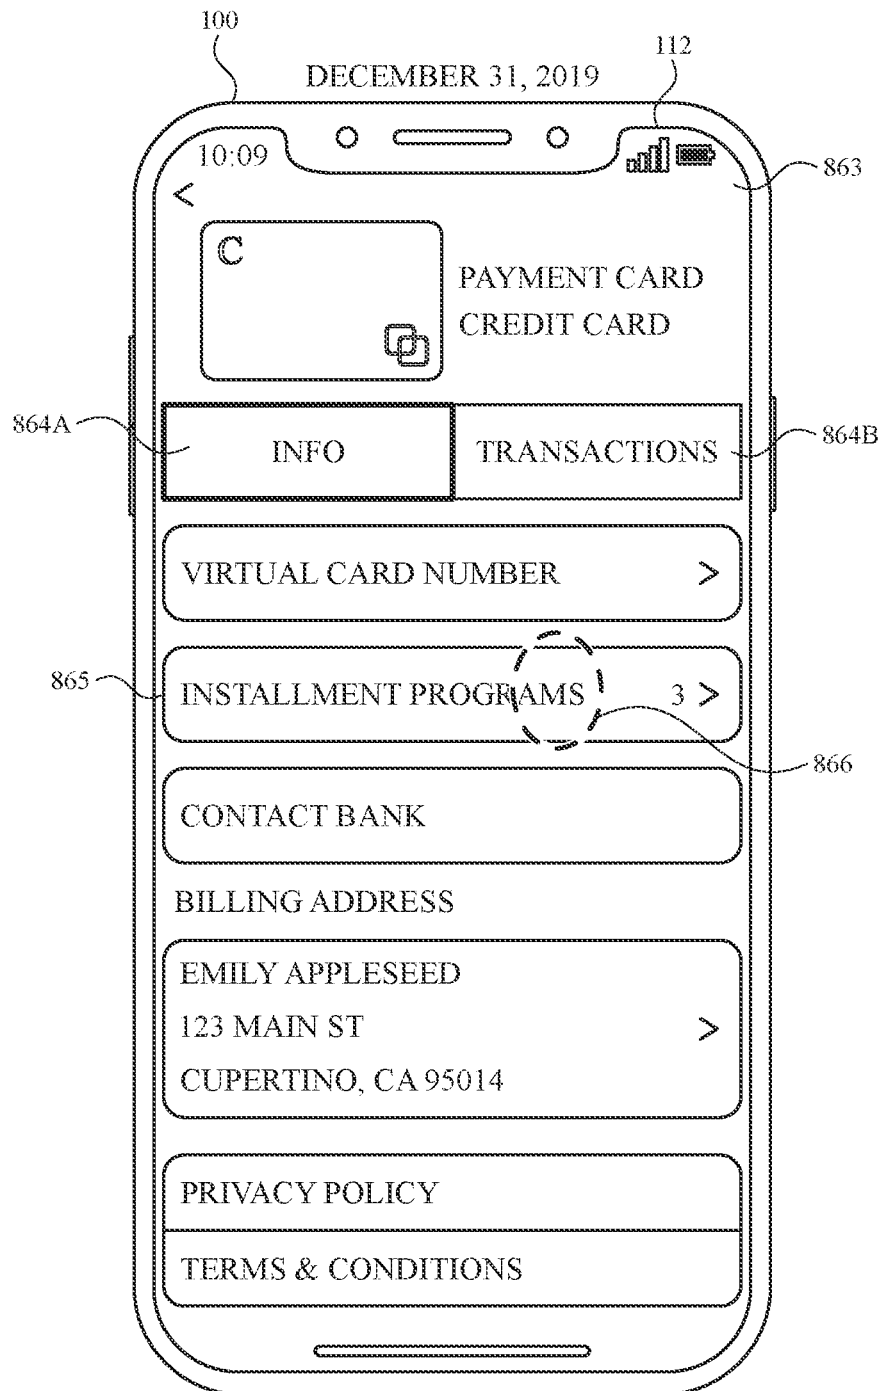 100
112
DECEMBER 31, 2019
10:09
863
<
C
PAYMENT CARD
CREDIT CARD
864A
INFO
TRANSACTIONS
864B
VIRTUAL CARD NUMBER >
865
INSTALLMENT PROGRAMS 3 >
866
CONTACT BANK
BILLING ADDRESS
EMILY APPLESEED
123 MAIN ST >
CUPERTINO, CA 95014
PRIVACY POLICY
TERMS & CONDITIONS